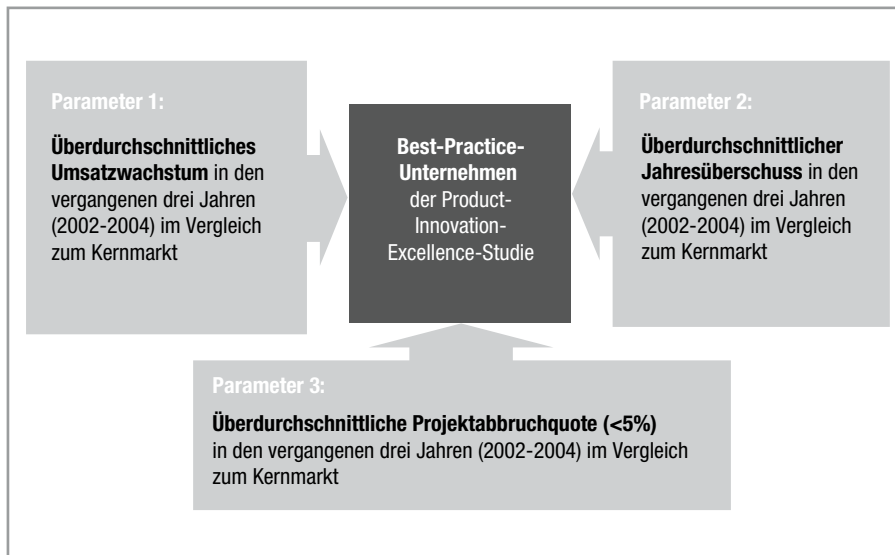 Parameter 1:
Überdurchschnittliches
Umsatzwachstum in den
vergangenen drei Jahren
(2002-2004) im Vergleich
zum Kernmarkt
Best-Practice-
Unternehmen
der Product-
Innovation-
Excellence-Studie
Parameter 2:
Überdurchschnittlicher
Jahresüberschuss in den
vergangenen drei Jahren
(2002-2004) im Vergleich
zum Kernmarkt
Parameter 3:
Überdurchschnittliche Projektabbruchquote (<5%)
in den vergangenen drei Jahren (2002-2004) im Vergleich
zum Kernmarkt